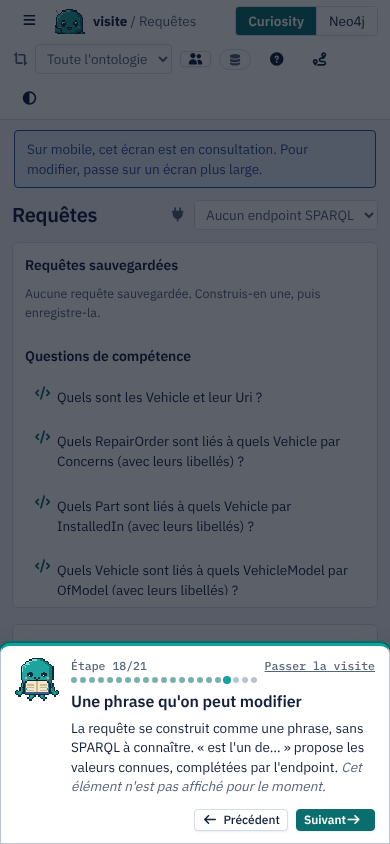 visite / Requêtes
Curiosity
Neo4j
Toute l'ontologie
Sur mobile, cet écran est en consultation. Pour
modifier, passe sur un écran plus large.
Requêtes
Aucun endpoint SPARQL
Requêtes sauvegardées
Aucune requête sauvegardée. Construis-en une, puis
enregistre-la.
Questions de compétence
Quels sont les Vehicle et leur Uri ?
Quels RepairOrder sont liés à quels Vehicle par
Concerns (avec leurs libellés) ?
Quels Part sont liés à quels Vehicle par
InstalledIn (avec leurs libellés) ?
Quels Vehicle sont liés à quels VehicleModel par
OfModel (avec leurs libellés) ?
Étape 18/21
Passer la visite
Une phrase qu'on peut modifier
La requête se construit comme une phrase, sans
SPARQL à connaître. « est l'un de... » propose les
valeurs connues, complétées par l'endpoint. Cet
élément n'est pas affiché pour le moment.
← Précédent
Suivant→